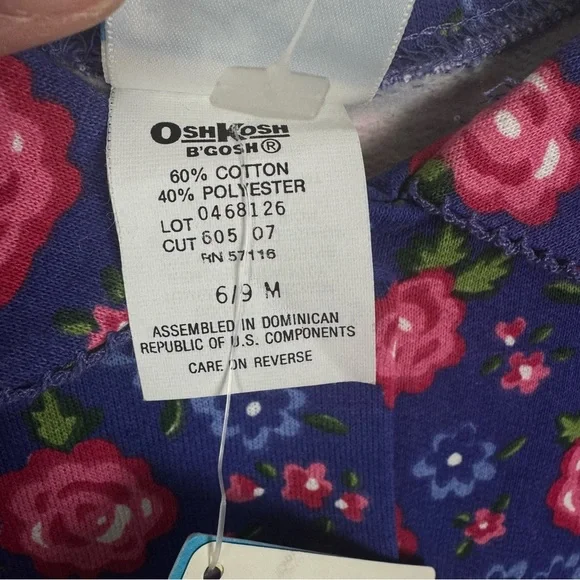 OSHKOSH
B'GOSH®
60% COTTON
40% POLYESTER
LOT 0468126
CUT 605 07
RN 57116
6/9 M
ASSEMBLED IN DOMINICAN
REPUBLIC OF U.S. COMPONENTS
CARE ON REVERSE